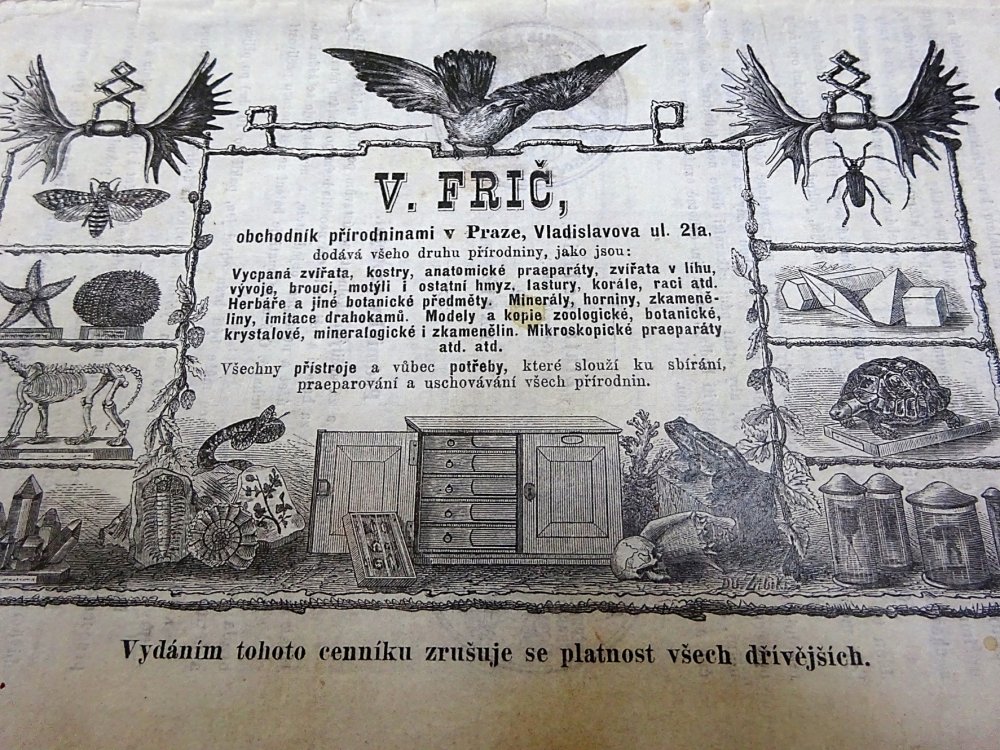 V. FRIČ,
obchodník přírodninami v Praze, Vladislavova ul. 21a.
dodává všeho druhu přírodniny, jako jsou:
Vycpaná zvířata, kostry, anatomické praeparáty, zvířata v lihu,
vývoje, brouci, motýli i ostatní hmyz, lastury, korále, raci atd.
Herbáře a jiné botanické předměty. Minerály, horniny, zkamené-
liny, imitace drahokamů. Modely a kopie zoologické, botanické,
krystalové, mineralogické i zkamenělin. Mikroskopické praeparáty
atd. atd.
Všechny přístroje a vůbec potřeby, které slouží ku sbírání,
praeparování a uschovávání všech přírodnin.
Vydáním tohoto cenníku zrušuje se platnost všech dřívějších.